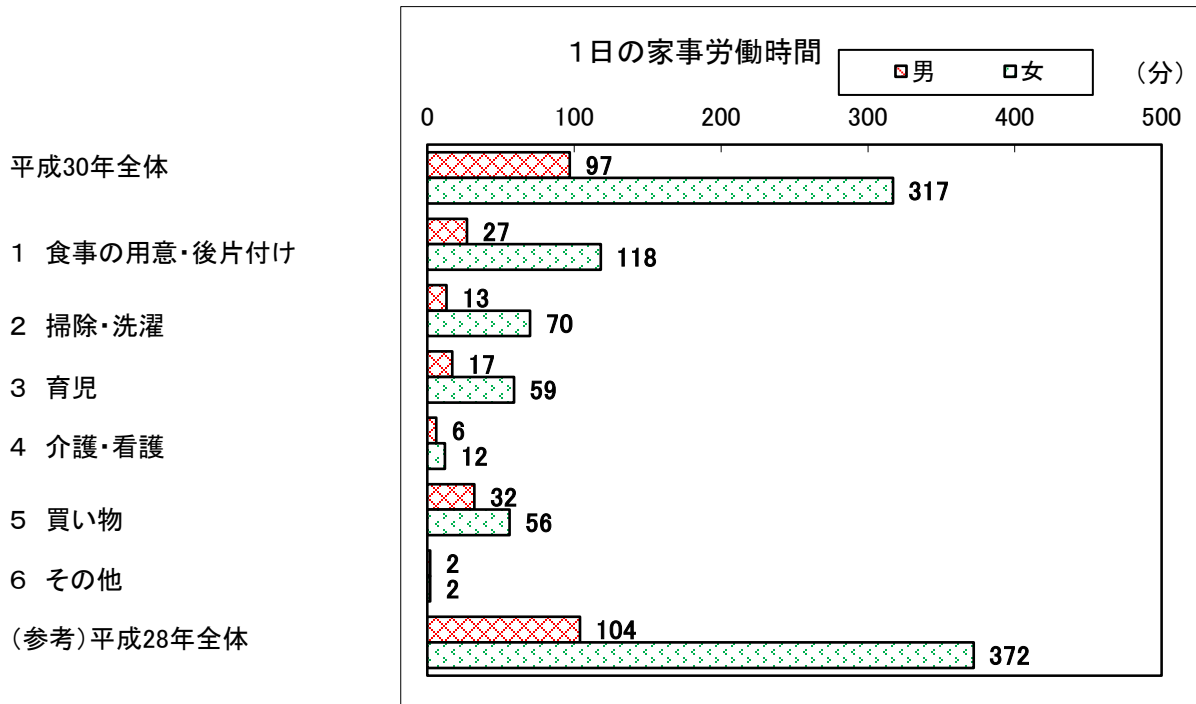 1日の家事労働時間
男 女
(分)
0 100 200 300 400 500
平成30年全体
97
317
1 食事の用意・後片付け
27
118
2 掃除・洗濯
13
70
3 育児
17
59
4 介護・看護
6
12
5 買い物
32
56
6 その他
2
2
(参考)平成28年全体
104
372